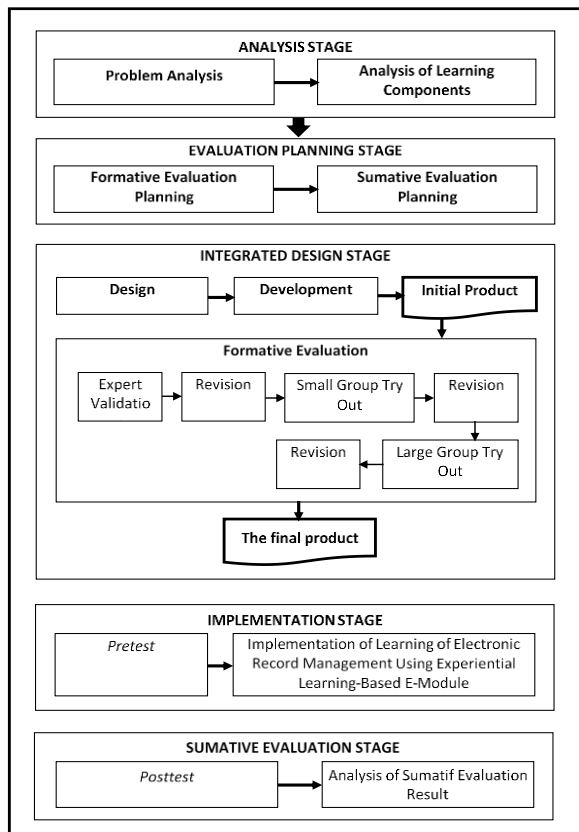 ANALYSIS STAGE
Problem Analysis
Analysis of Learning
Components
EVALUATION PLANNING STAGE
Formative Evaluation
Planning
Sumative Evaluation
Planning
INTEGRATED DESIGN STAGE
Design
Development
Initial Product
Formative Evaluation
Expert
Validatio
Revision
Small Group Try
Out
Revision
Large Group Try
Out
Revision
The final product
IMPLEMENTATION STAGE
Pretest
Implementation of Learning of Electronic
Record Management Using Experiential
Learning-Based E-Module
SUMATIVE EVALUATION STAGE
Posttest
Analysis of Sumatif Evaluation
Result